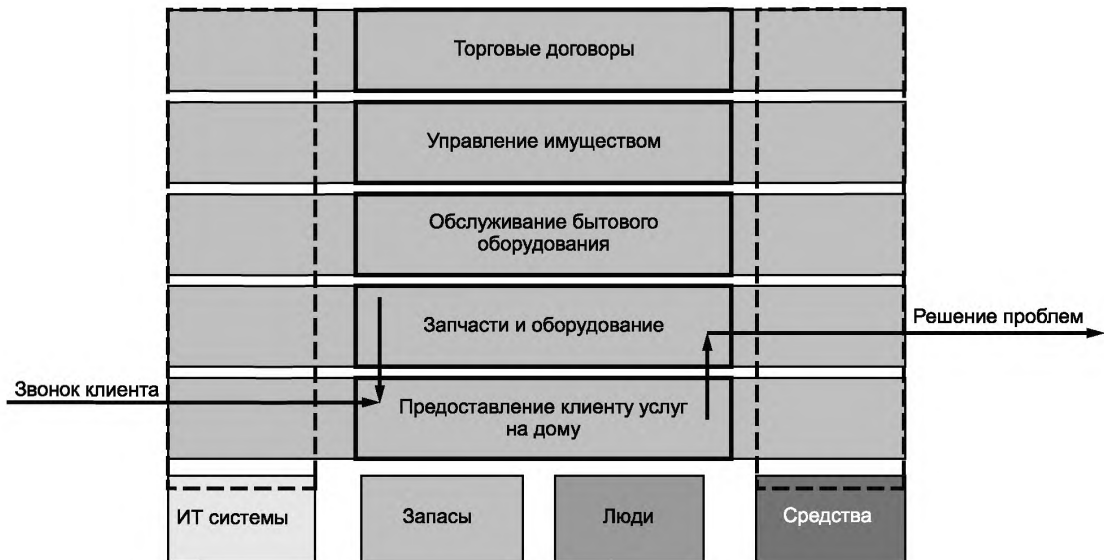 Торговые договоры
Управление имуществом
Обслуживание бытового
оборудования
Запчасти и оборудование
Решение проблем
Звонок клиента
Предоставление клиенту услуг
на дому
ИТ системы
Запасы
Люди
Средства